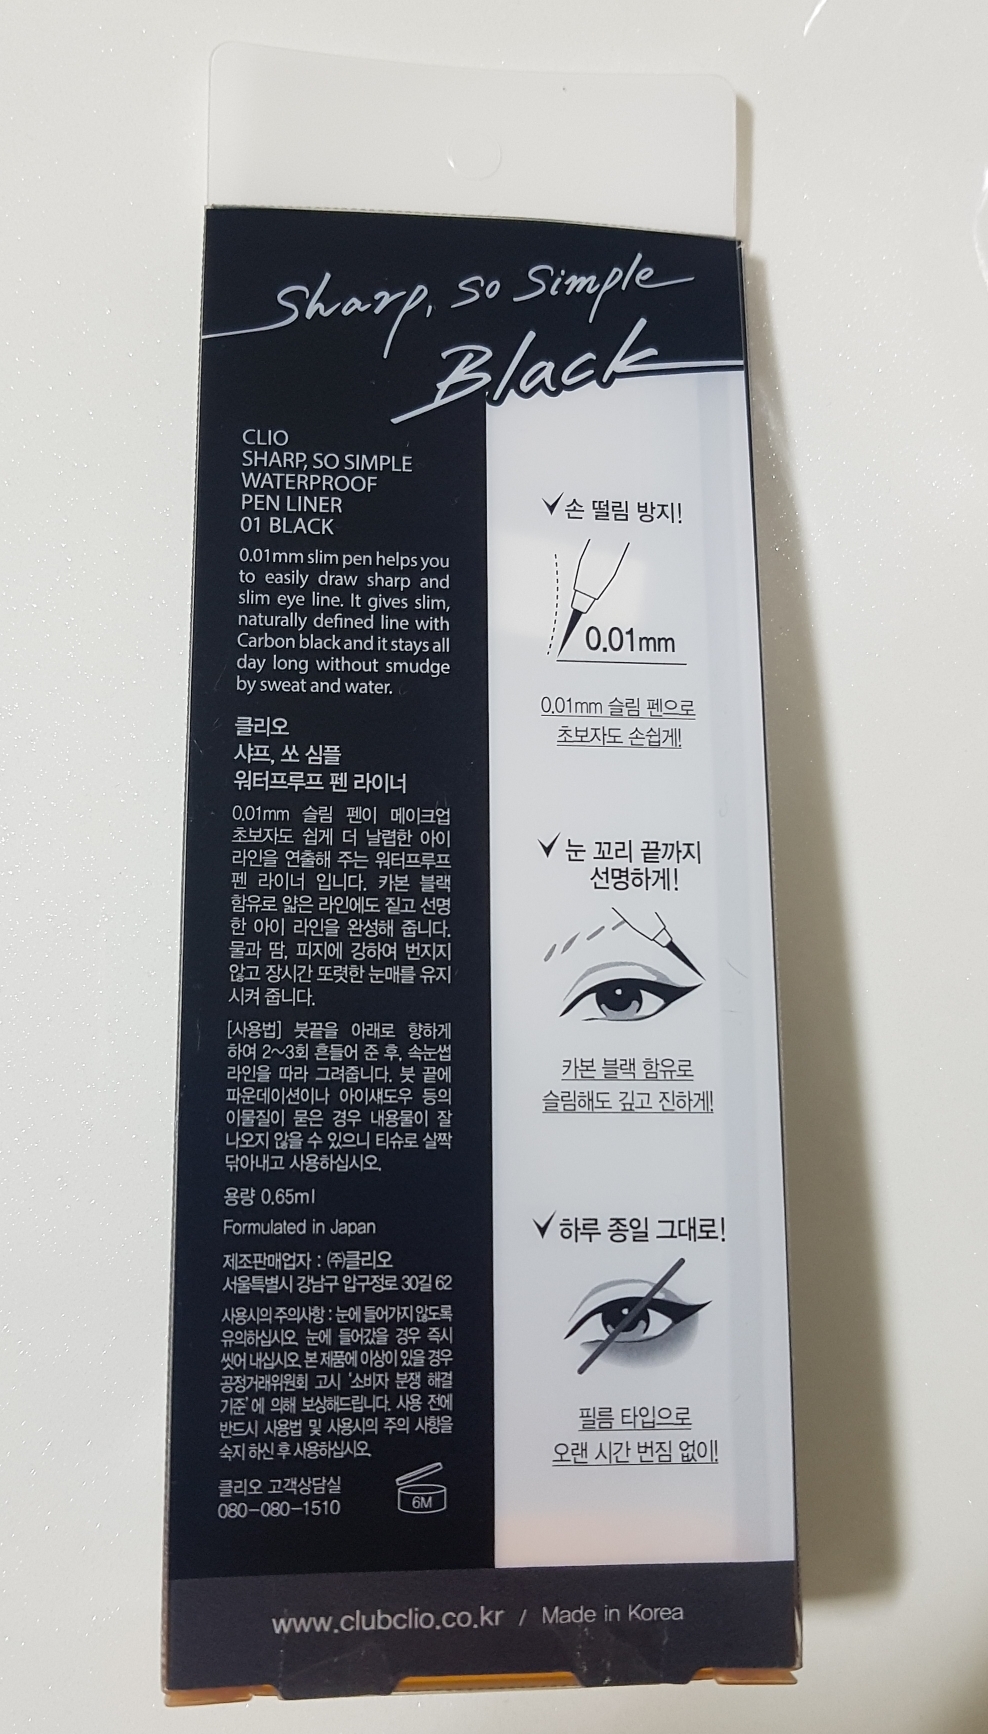 Sharp, so Simple
Black
CLIO
SHARP, SO SIMPLE
WATERPROOF
PEN LINER
01 BLACK
0.01mm slim pen helps you
to easily draw sharp and
slim eye line. It gives slim,
naturally defined line with
Carbon black and it stays all
day long without smudge
by sweat and water.
클리오
샤프, 쏘 심플
워터프루프 펜 라이너
0.01mm 슬림 펜이 메이크업
초보자도 쉽게 더 날렵한 아이
라인을 연출해 주는 워터프루프
펜 라이너 입니다. 카본 블랙
함유로 얇은 라인에도 짙고 선명
한 아이 라인을 완성해 줍니다.
물과 땀, 피지에 강하여 번지지
않고 장시간 또렷한 눈매를 유지
시켜 줍니다.
[사용법] 붓끝을 아래로 향하게
하여 2~3회 흔들어 준 후, 속눈썹
라인을 따라 그려줍니다. 붓 끝에
파운데이션이나 아이섀도우 등의
이물질이 묻은 경우 내용물이 잘
나오지 않을 수 있으니 티슈로 살짝
닦아내고 사용하십시오.
용량 0.65ml
Formulated in Japan
제조판매업자 : ㈜클리오
서울특별시 강남구 압구정로 30길 62
사용시의 주의사항 : 눈에 들어가지 않도록
유의하십시오. 눈에 들어갔을 경우 즉시
씻어 내십시오. 본 제품에 이상이 있을 경우
공정거래위원회 고시 '소비자 분쟁 해결
기준'에 의해 보상해드립니다. 사용 전에
반드시 사용법 및 사용시의 주의 사항을
숙지 하신 후 사용하십시오.
클리오 고객상담실
080-080-1510
6M
손 떨림 방지!
0.01mm
0.01mm 슬림 펜으로
초보자도 손쉽게!
눈 꼬리 끝까지
선명하게!
카본 블랙 함유로
슬림해도 깊고 진하게!
하루 종일 그대로!
필름 타입으로
오랜 시간 번짐 없이!
www.clubclio.co.kr / Made in Korea